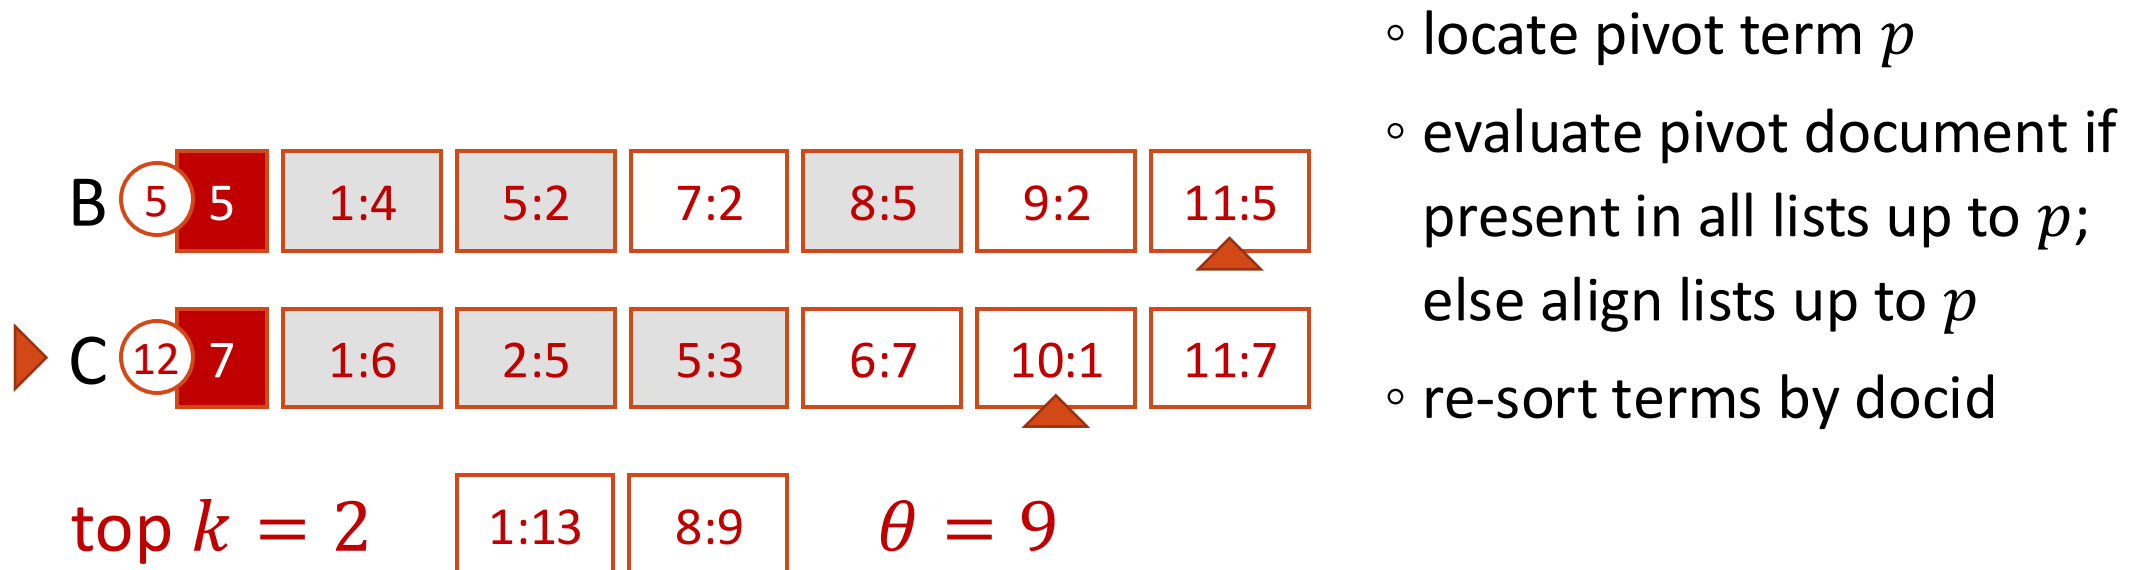 ◦ locate pivot term p
◦ evaluate pivot document if
present in all lists up to p;
else align lists up to p
◦ re-sort terms by docid
B 5 5 1:4 5:2 7:2 8:5 9:2 11:5
C 12 7 1:6 2:5 5:3 6:7 10:1 11:7
top k = 2 1:13 8:9 θ = 9